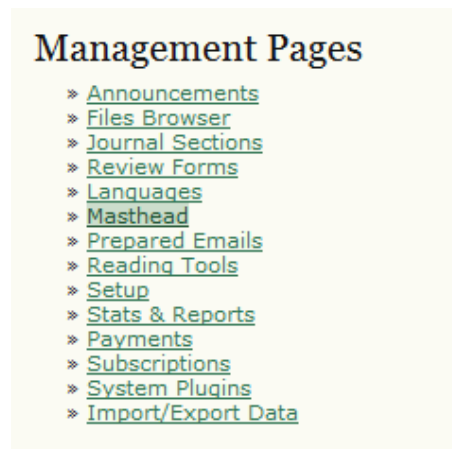 Management Pages
» Announcements
» Files Browser
» Journal Sections
» Review Forms
» Languages
» Masthead
» Prepared Emails
» Reading Tools
» Setup
» Stats & Reports
» Payments
» Subscriptions
» System Plugins
» Import/Export Data